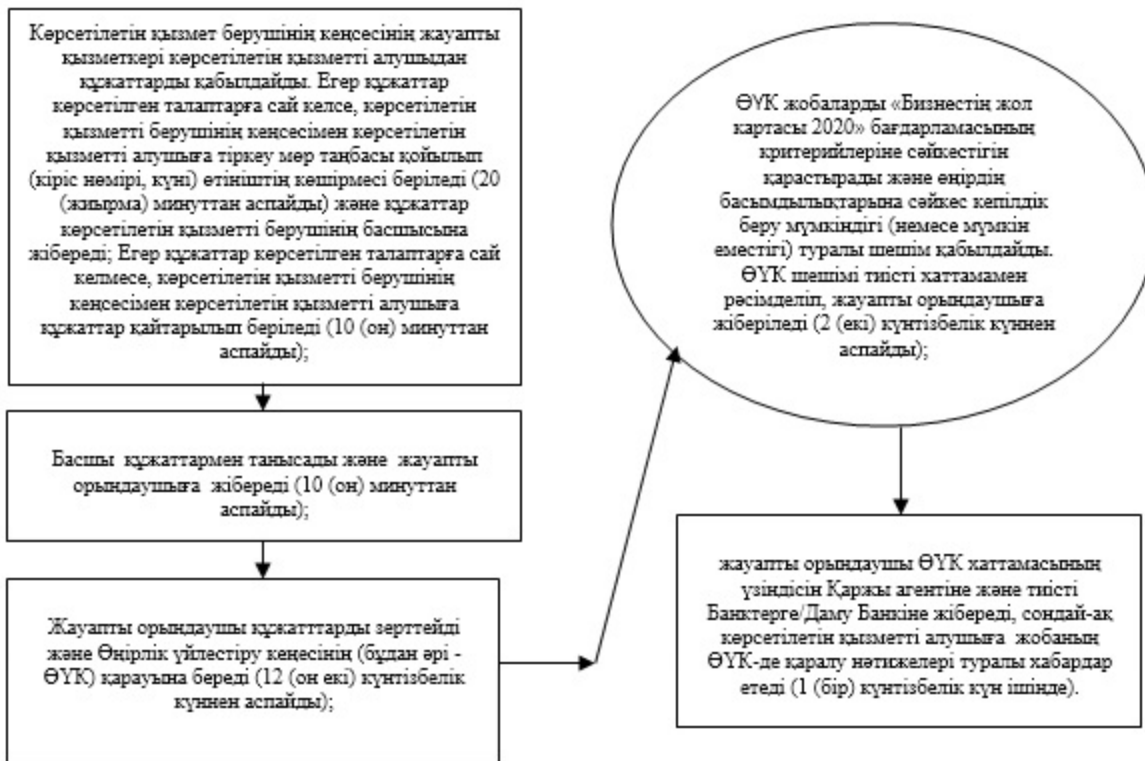 Көрсетілетін қызмет берушінің кеңсесінің жауапты
қызметкері көрсетілетін қызметті алушыдан
құжаттарды қабылдайды. Егер құжаттар
көрсетілген талаптарға сай келсе, көрсетілетін
қызметті берушінің кеңсесімен көрсетілетін
қызметті алушыға тіркеу мөр таңбасы қойылып
(кіріс нөмірі, күні) өтініштің көшірмесі беріледі (20
(жиырма) минуттан аспайды) және құжаттар
көрсетілетін қызметті берушінің басшысына
жібереді; Егер құжаттар көрсетілген талаптарға сай
келмесе, көрсетілетін қызметті берушінің
кеңсесімен көрсетілетін қызметті алушыға
құжаттар қайтарылып беріледі (10 (он) минуттан
аспайды);
Басшы құжаттармен танысады және жауапты
орындаушыға жібереді (10 (он) минуттан
аспайды);
Жауапты орындаушы құжатттарды зерттейді
және Өңірлік үйлестіру кеңесінің (бұдан әрі -
ӨҮК) қарауына береді (12 (он екі) күнтізбелік
күннен аспайды);
ӨҮК жобаларды «Бизнестің жол
картасы 2020» бағдарламасының
критерийлеріне сәйкестігін
қарастырады және өңірдің
басымдылықтарына сәйкес кепілдік
беру мүмкіндігі (немесе мүмкін
еместігі) туралы шешім қабылдайды.
ӨҮК шешімі тиісті хаттамамен
рәсімделіп, жауапты орындаушыға
жіберіледі (2 (екі) күнтізбелік күннен
аспайды);
жауапты орындаушы ӨҮК хаттамасының
үзіндісін Қаржы агентіне және тиісті
Банктерге/Даму Банкіне жібереді, сондай-ақ
көрсетілетін қызметті алушыға жобаның
ӨҮК-де қаралу нәтижелері туралы хабардар
етеді (1 (бір) күнтізбелік күн ішінде).